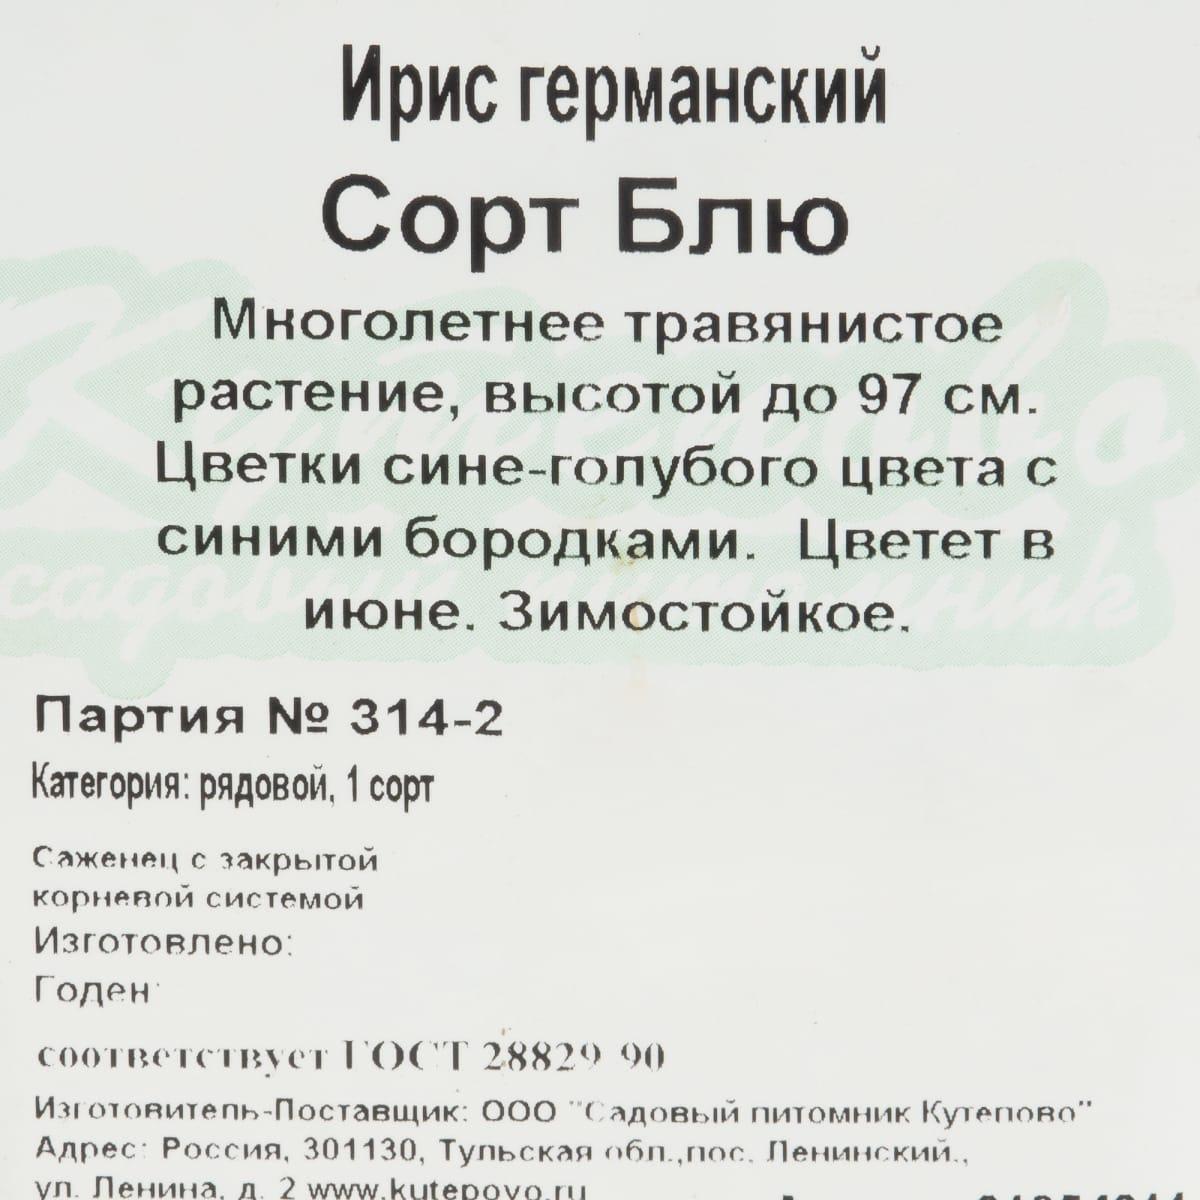 Ирис германский
Сорт Блю
Многолетнее травянистое
растение, высотой до 97 см.
Цветки сине-голубого цвета с
синими бородками. Цветет в
июне. Зимостойкое.
Партия № 314-2
Категория: рядовой, 1 сорт
Саженец с закрытой
корневой системой
Изготовлено:
Годен:
соответствует ГОСТ 28829-90
Изготовитель-Поставщик: ООО "Садовый питомник Кутепово"
Адрес: Россия, 301130, Тульская обл.,пос. Ленинский.,
ул. Ленина, д. 2 www.kutepovo.ru